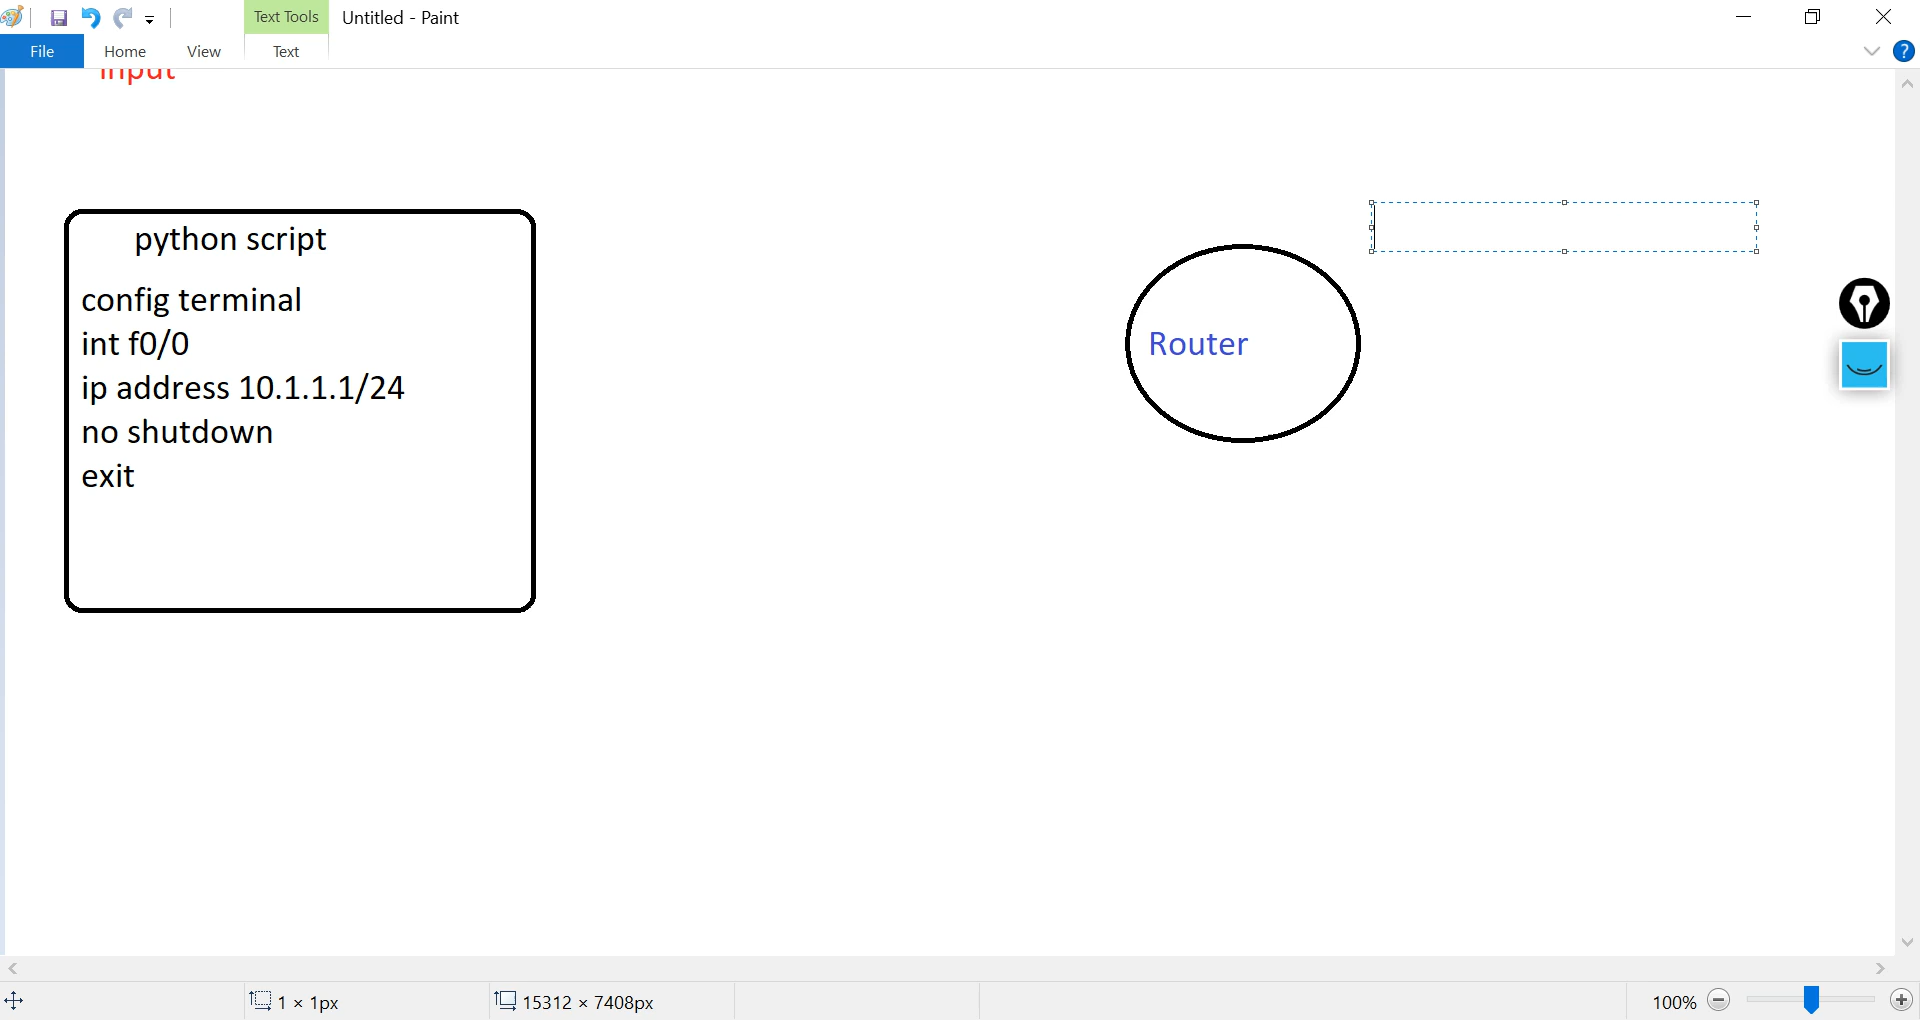 Text Tools
Untitled - Paint
File
Home
View
Text
input
python script
config terminal
int f0/0
ip address 10.1.1.1/24
no shutdown
exit
Router
1 × 1px
15312 × 7408px
100%